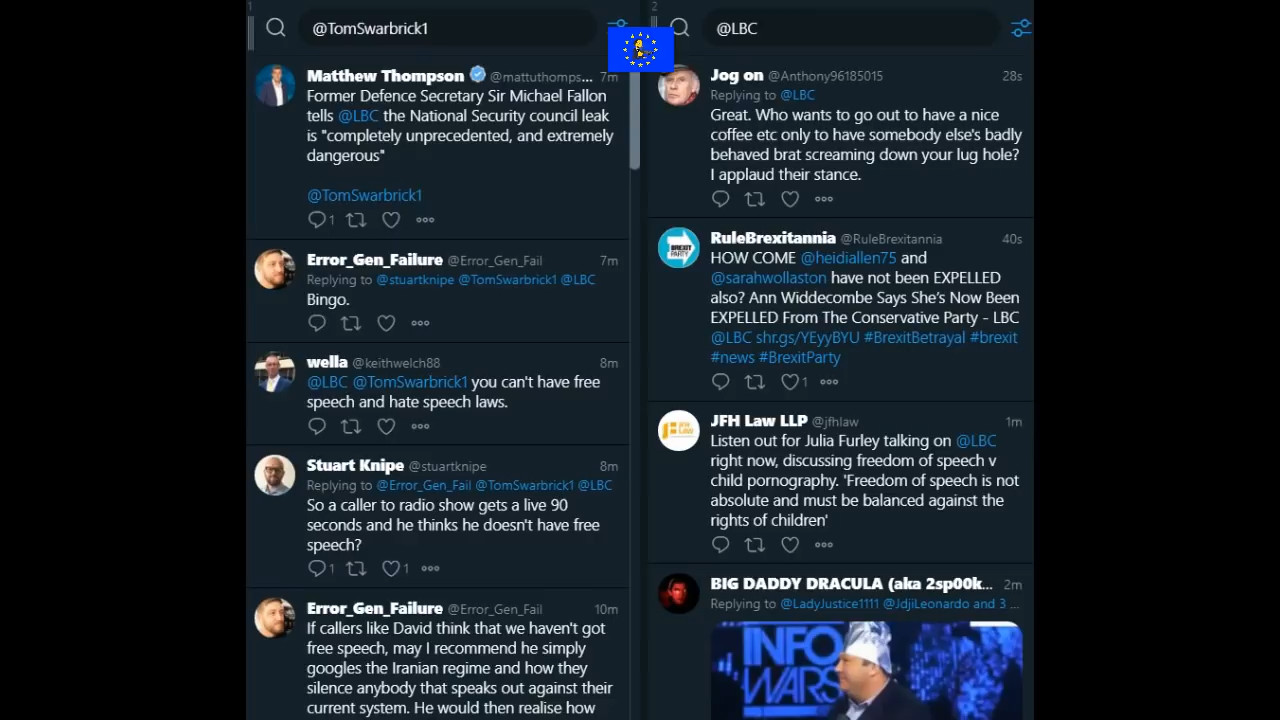 1
@TomSwarbrick1
Matthew Thompson @mattuthomps... 7m
Former Defence Secretary Sir Michael Fallon
tells @LBC the National Security council leak
is "completely unprecedented, and extremely
dangerous"
@TomSwarbrick1
1
Error_Gen_Failure @Error_Gen_Fail 7m
Replying to @stuartknipe @TomSwarbrick1 @LBC
Bingo.
wella @keithwelch88 8m
@LBC @TomSwarbrick1 you can't have free
speech and hate speech laws.
Stuart Knipe @stuartknipe 8m
Replying to @Error_Gen_Fail @TomSwarbrick1 @LBC
So a caller to radio show gets a live 90
seconds and he thinks he doesn't have free
speech?
1 1
Error_Gen_Failure @Error_Gen_Fail 10m
If callers like David think that we haven't got
free speech, may I recommend he simply
googles the Iranian regime and how they
silence anybody that speaks out against their
current system. He would then realise how
2
@LBC
Jog on @Anthony96185015 28s
Replying to @LBC
Great. Who wants to go out to have a nice
coffee etc only to have somebody else's badly
behaved brat screaming down your lug hole?
I applaud their stance.
RuleBrexitannia @RuleBrexitannia 40s
BREXIT
PARTY
HOW COME @heidiallen75 and
@sarahwollaston have not been EXPELLED
also? Ann Widdecombe Says She's Now Been
EXPELLED From The Conservative Party - LBC
@LBC shr.gs/YEyyBYU #BrexitBetrayal #brexit
#news #BrexitParty
1
JFH Law LLP @jfhlaw 1m
Listen out for Julia Furley talking on @LBC
right now, discussing freedom of speech v
child pornography. 'Freedom of speech is not
absolute and must be balanced against the
rights of children'
BIG DADDY DRACULA (aka 2sp00k... 2m
Replying to @LadyJustice1111 @JdjiLeonardo and 3 ...
INFO
WARS